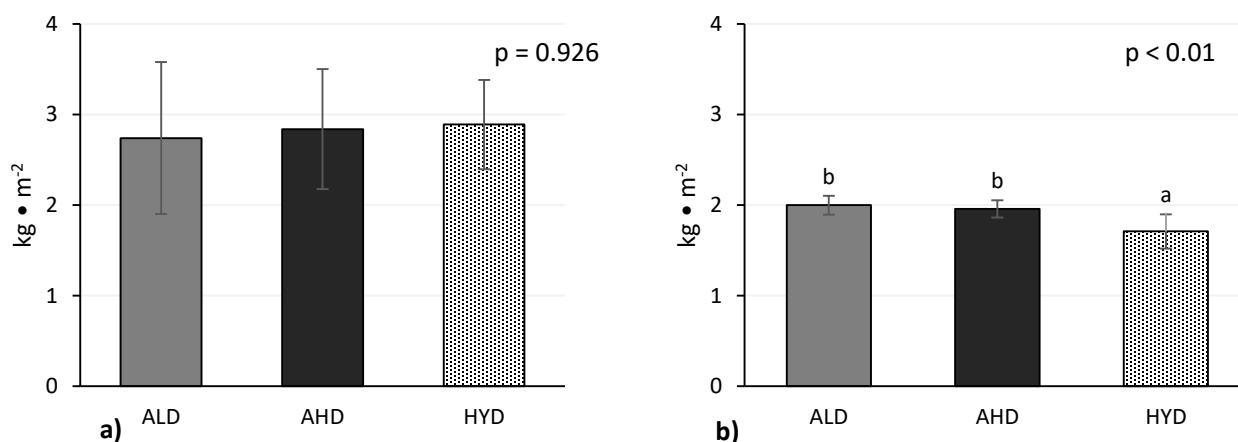 4
3
2
1
0
kg • m-2
p = 0.926
ALD
AHD
HYD
a)
4
3
2
1
0
kg • m-2
p < 0.01
b
b
a
ALD
AHD
HYD
b)